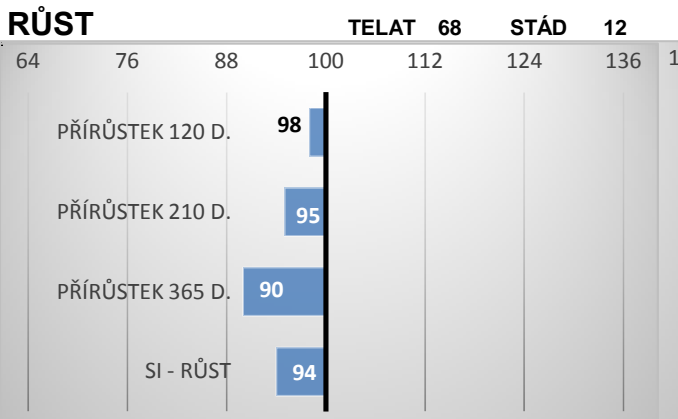 RŮST TELAT 68 STÁD 12
64 76 88 100 112 124 136 1
PŘÍRŮSTEK 120 D. 98
PŘÍRŮSTEK 210 D. 95
PŘÍRŮSTEK 365 D. 90
SI - RŮST 94